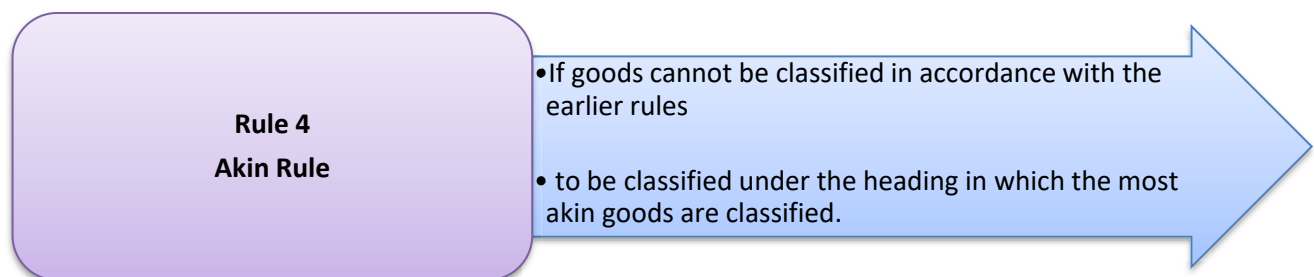 Rule 4
Akin Rule
•If goods cannot be classified in accordance with the
earlier rules
• to be classified under the heading in which the most
akin goods are classified.